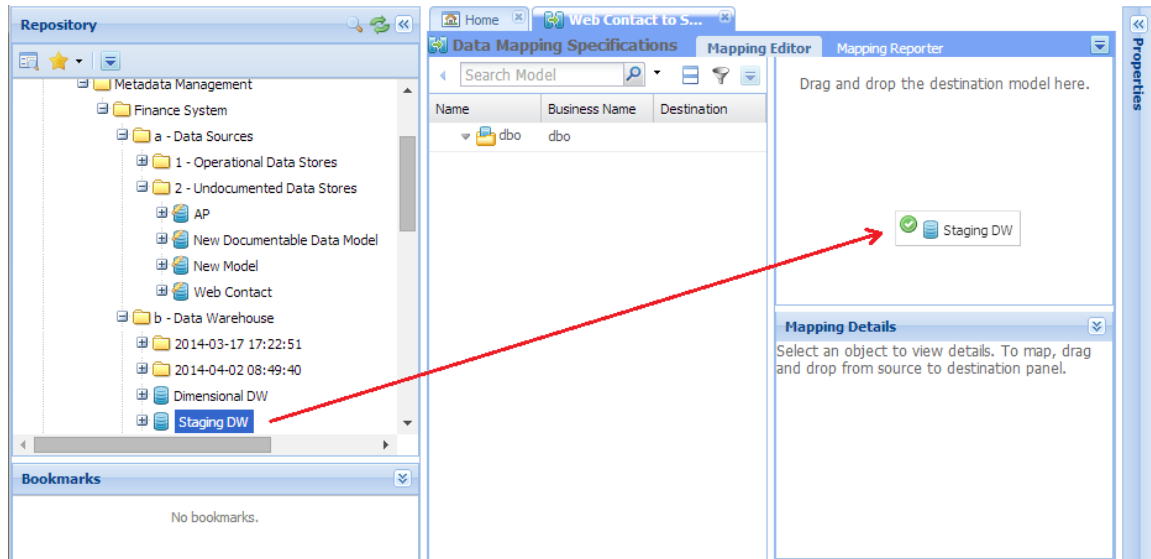 Repository
Metadata Management
Finance System
a - Data Sources
1 - Operational Data Stores
2 - Undocumented Data Stores
AP
New Documentable Data Model
New Model
Web Contact
b - Data Warehouse
2014-03-17 17:22:51
2014-04-02 08:49:40
Dimensional DW
Staging DW
Bookmarks
No bookmarks.
Home
Web Contact to S...
Data Mapping Specifications
Mapping Editor
Mapping Reporter
Search Model
Name Business Name Destination
dbo dbo
Drag and drop the destination model here.
Staging DW
Mapping Details
Select an object to view details. To map, drag
and drop from source to destination panel.
Properties